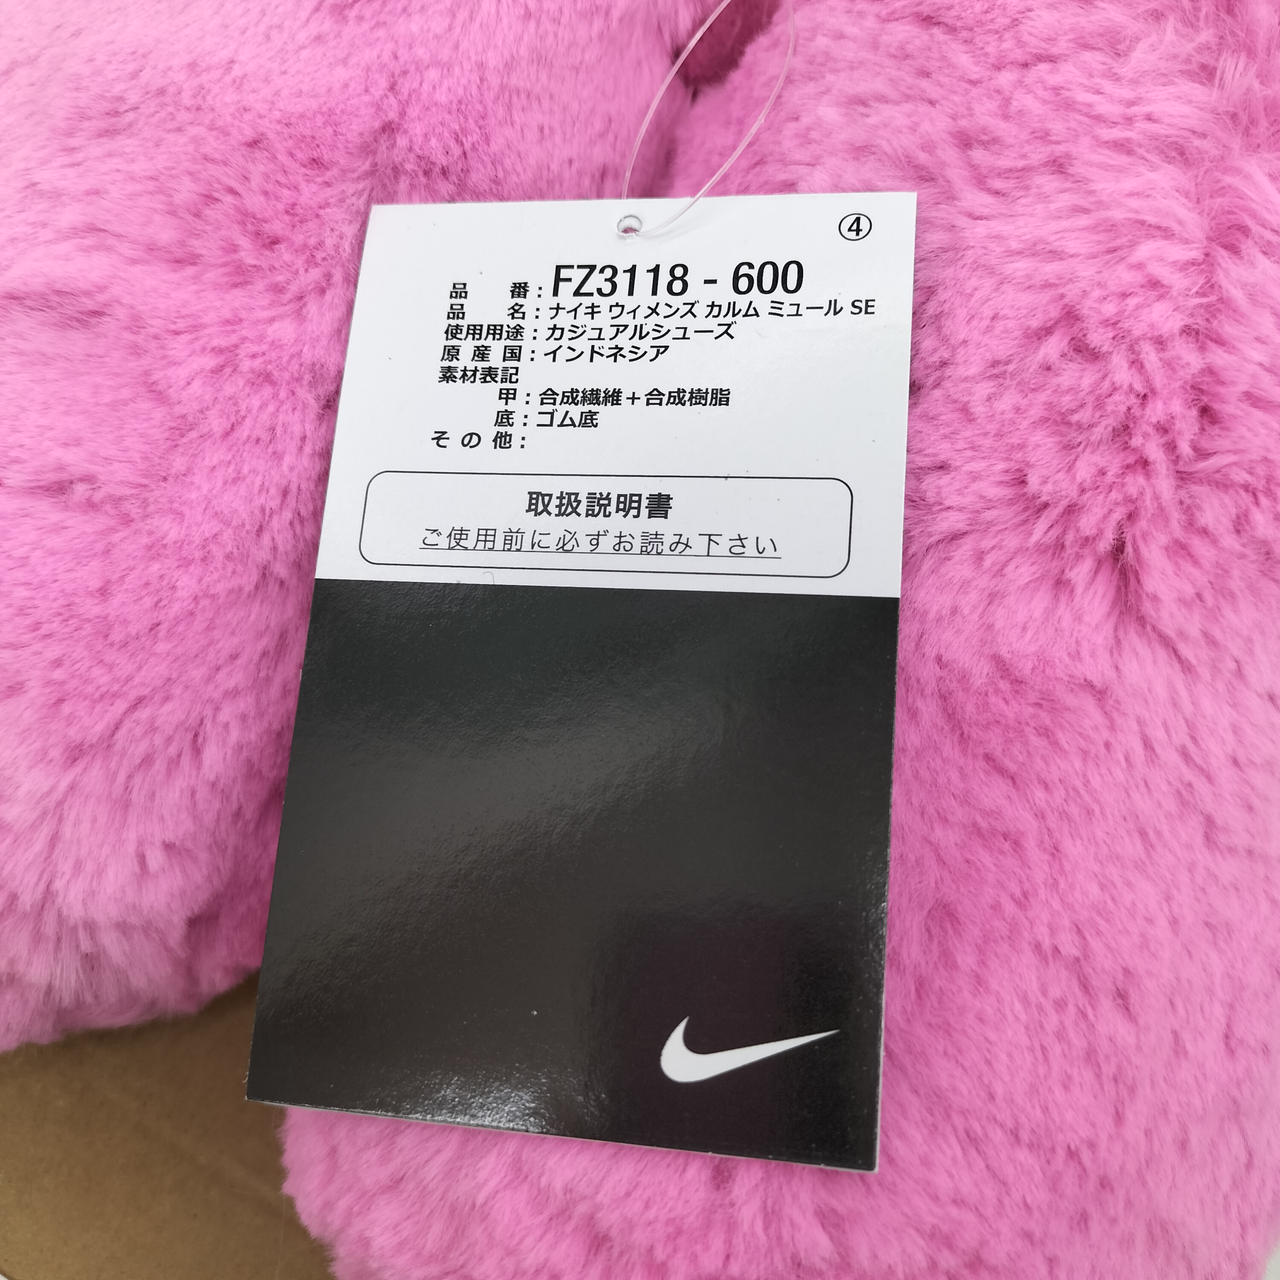 ④
品 番：FZ3118 - 600
品 名：ナイキ ウィメンズ カルム ミュール SE
使用用途：カジュアルシューズ
原 産 国：インドネシア
素材表記
甲：合成繊維＋合成樹脂
底：ゴム底
そ の 他：
取扱説明書
ご使用前に必ずお読み下さい